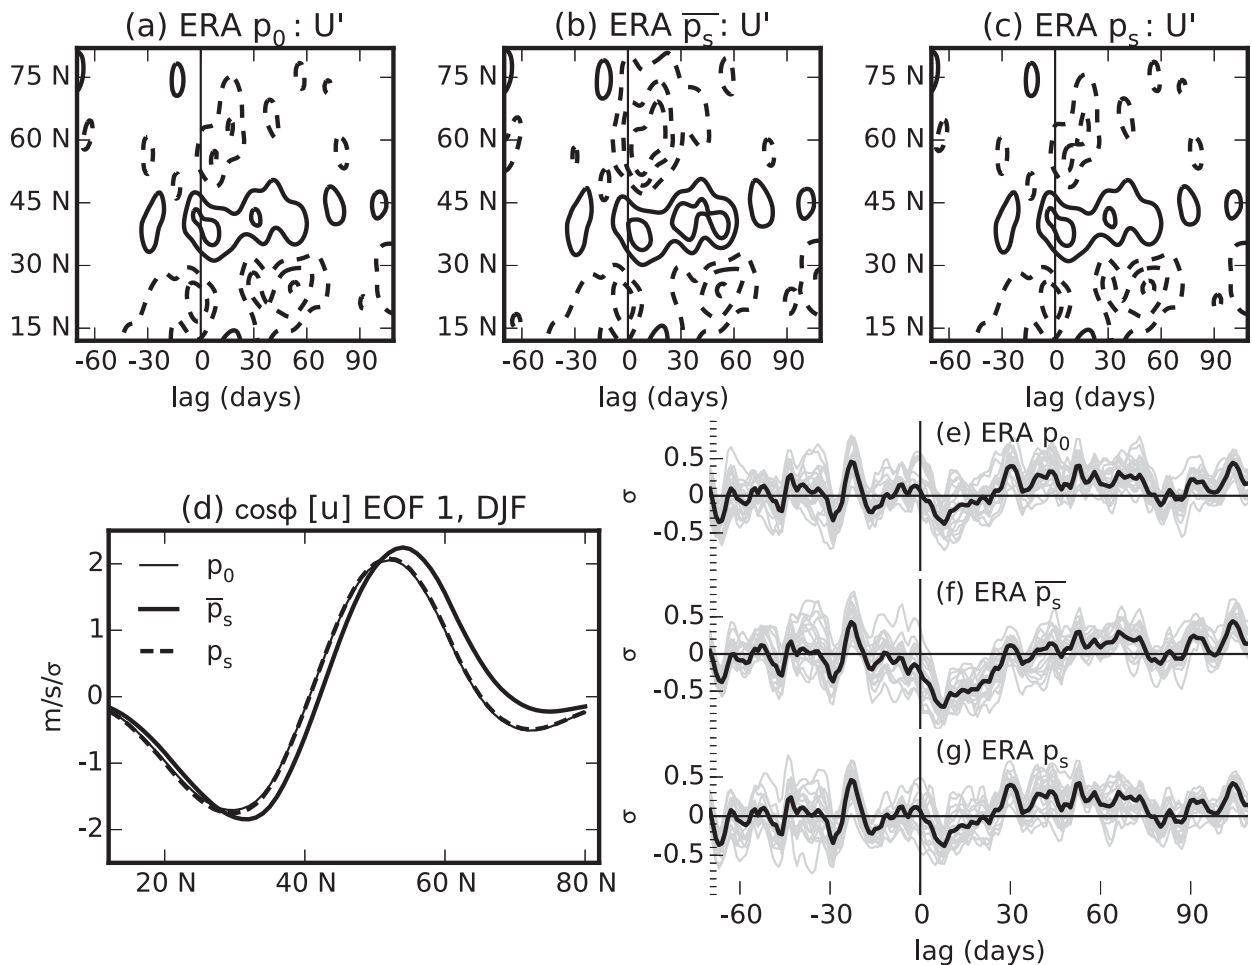 (a) ERA p₀ : U'
(b) ERA p̅ₛ̅ : U'
(c) ERA pₛ : U'
75 N
60 N
45 N
30 N
15 N
-60 -30 0 30 60 90
lag (days)
75 N
60 N
45 N
30 N
15 N
-60 -30 0 30 60 90
lag (days)
75 N
60 N
45 N
30 N
15 N
-60 -30 0 30 60 90
lag (days)
(d) cosϕ [u] EOF 1, DJF
p₀
p̅ₛ
pₛ
m/s/σ
2
1
0
-1
-2
20 N 40 N 60 N 80 N
(e) ERA p₀
σ
0.5
0
-0.5
(f) ERA p̅ₛ̅
σ
0.5
0
-0.5
(g) ERA pₛ
σ
0.5
0
-0.5
-60 -30 0 30 60 90
lag (days)